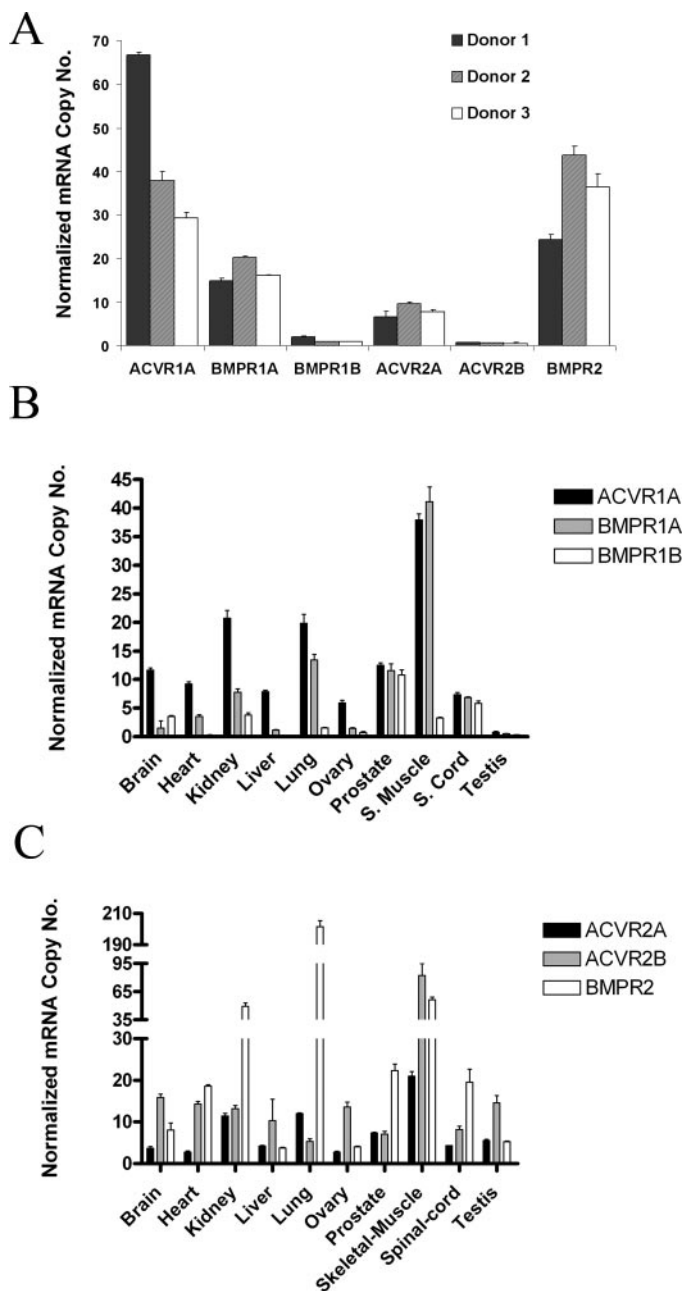 A
Normalized mRNA Copy No.
70
60
50
40
30
20
10
0
Donor 1
Donor 2
Donor 3
ACVR1A BMPR1A BMPR1B ACVR2A ACVR2B BMPR2
B
Normalized mRNA Copy No.
45
40
35
30
25
20
15
10
5
0
ACVR1A
BMPR1A
BMPR1B
Brain Heart Kidney Liver Lung Ovary Prostate S. Muscle S. Cord Testis
C
Normalized mRNA Copy No.
210
190
95
65
35
30
20
10
0
ACVR2A
ACVR2B
BMPR2
Brain Heart Kidney Liver Lung Ovary Prostate Skeletal-Muscle Spinal-cord Testis